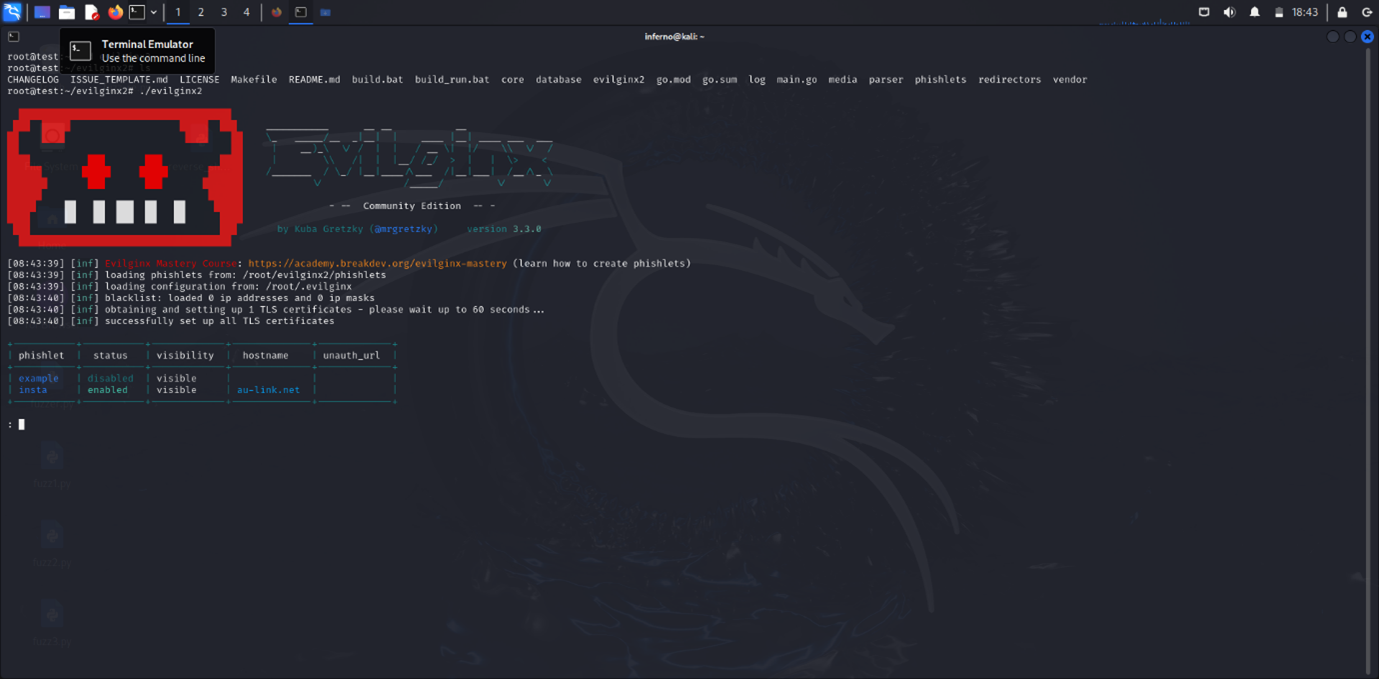 18:43
1 2 3 4
inferno@kali: ~
Terminal Emulator
Use the command line
root@test:
root@test:~/evilginx2# ls
CHANGELOG ISSUE_TEMPLATE.md LICENSE Makefile README.md build.bat build_run.bat core database evilginx2 go.mod go.sum log main.go media parser phishlets redirectors vendor
root@test:~/evilginx2# ./evilginx2
Evilginx
- -- Community Edition -- -
by Kuba Gretzky (@mrgretzky) version 3.3.0
[08:43:39] [inf] Evilginx Mastery Course: https://academy.breakdev.org/evilginx-mastery (learn how to create phishlets)
[08:43:39] [inf] loading phishlets from: /root/evilginx2/phishlets
[08:43:39] [inf] loading configuration from: /root/.evilginx
[08:43:40] [inf] blacklist: loaded 0 ip addresses and 0 ip masks
[08:43:40] [inf] obtaining and setting up 1 TLS certificates - please wait up to 60 seconds...
[08:43:40] [inf] successfully set up all TLS certificates
| phishlet | status | visibility | hostname | unauth_url |
| example | disabled | visible | | |
| insta | enabled | visible | au-link.net | |
: